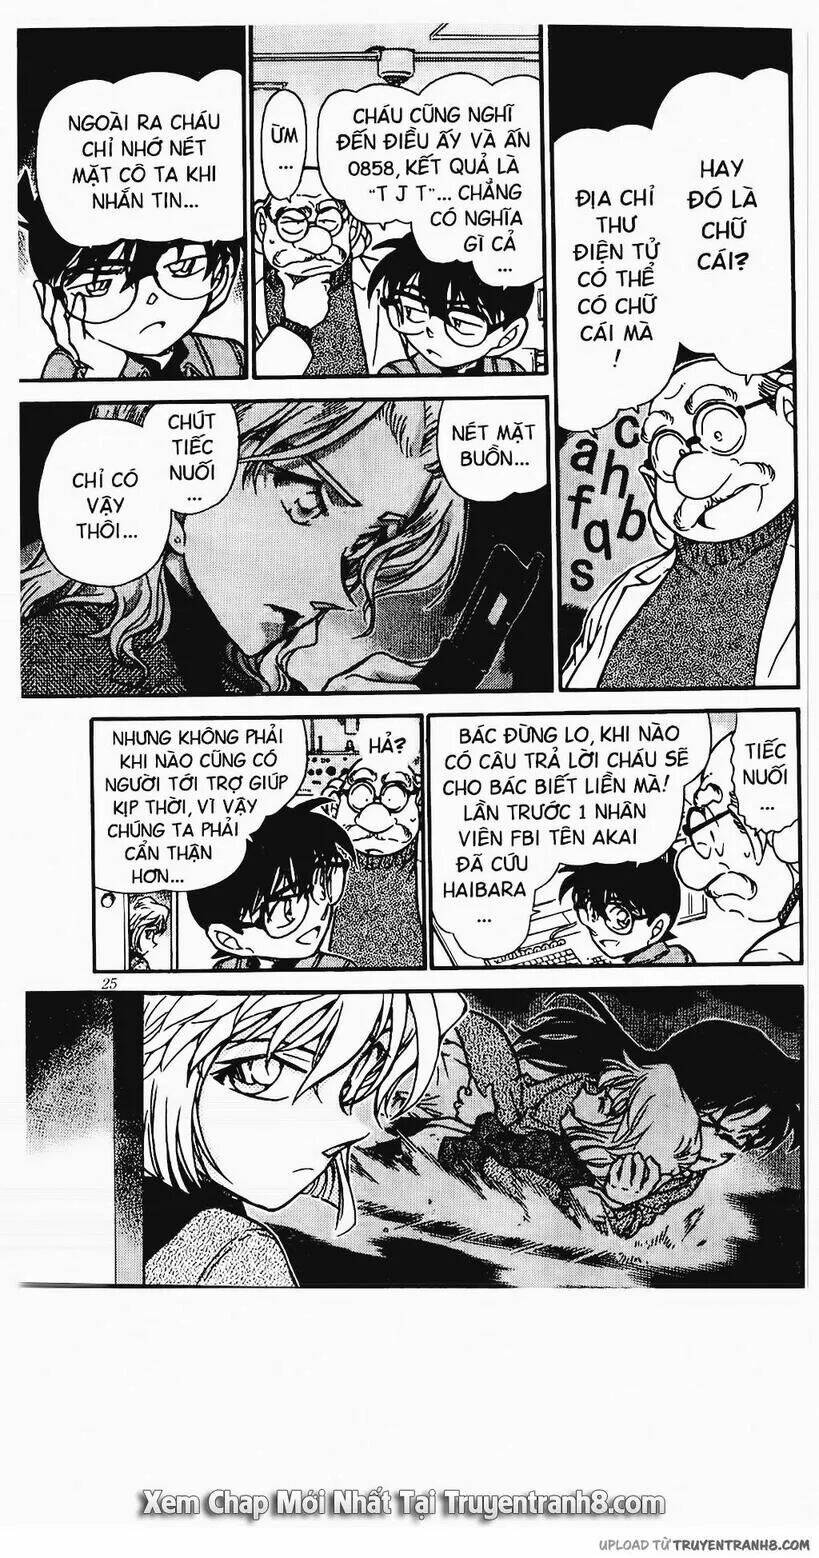 HAY
ĐÓ LÀ
CHỮ
CÁI?
ĐỊA CHỈ
THƯ
ĐIỆN TỬ
CÓ THỂ
CÓ CHỮ
CÁI MÀ
!
c
a
h
b
f
q
s
CHÁU CŨNG NGHĨ
ĐẾN ĐIỀU ẤY VÀ ẤN
0858, KẾT QUẢ LÀ
"T J T"... CHẲNG
CÓ NGHĨA
GÌ CẢ
...
ỪM
...
NGOÀI RA CHÁU
CHỈ NHỚ NÉT
MẶT CÔ TA KHI
NHẮN TIN...
NÉT MẶT
BUỒN...
CHÚT
TIẾC
NUỐI
...
CHỈ CÓ
VẬY
THÔI...
TIẾC
NUỐI
...
BÁC ĐỪNG LO, KHI NÀO
CÓ CÂU TRẢ LỜI CHÁU SẼ
CHO BÁC BIẾT LIỀN MÀ!
LẦN TRƯỚC 1 NHÂN
VIÊN FBI TÊN AKAI
ĐÃ CỨU
HAIBARA
...
HẢ?
NHƯNG KHÔNG PHẢI
KHI NÀO CŨNG CÓ
NGƯỜI TỚI TRỢ GIÚP
KỊP THỜI, VÌ VẬY
CHÚNG TA PHẢI
CẨN THẬN
HƠN...
25
Xem Chap Mới Nhất Tại Truyentranh8.com
UPLOAD TỪ TRUYENTRANH8.COM